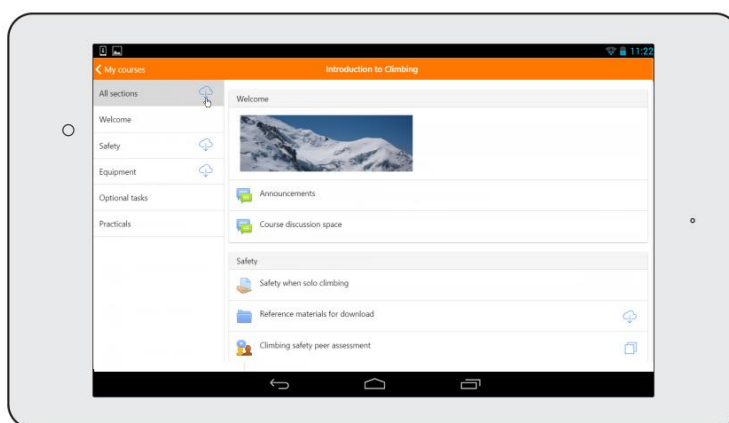 11:22
My courses
Introduction to Climbing
All sections
Welcome
Safety
Equipment
Optional tasks
Practicals
Welcome
Announcements
Course discussion space
Safety
Safety when solo climbing
Reference materials for download
Climbing safety peer assessment